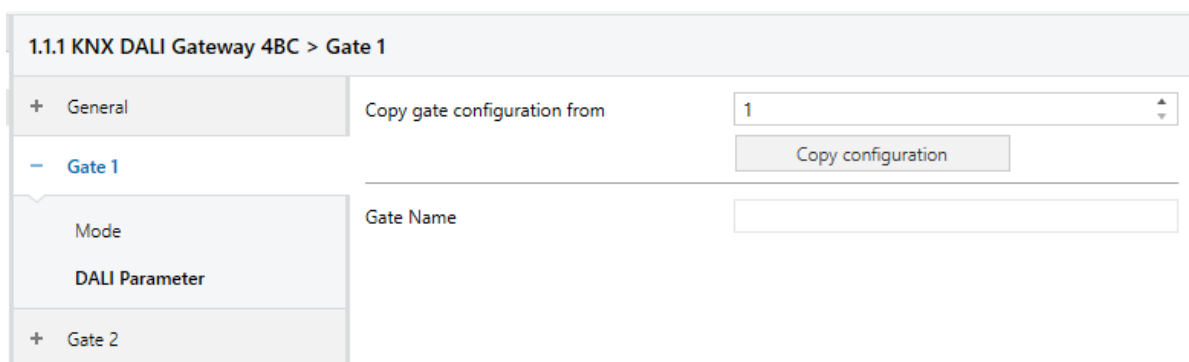 1.1.1 KNX DALI Gateway 4BC > Gate 1
+ General
− Gate 1
Mode
DALI Parameter
+ Gate 2
Copy gate configuration from
1
Copy configuration
Gate Name